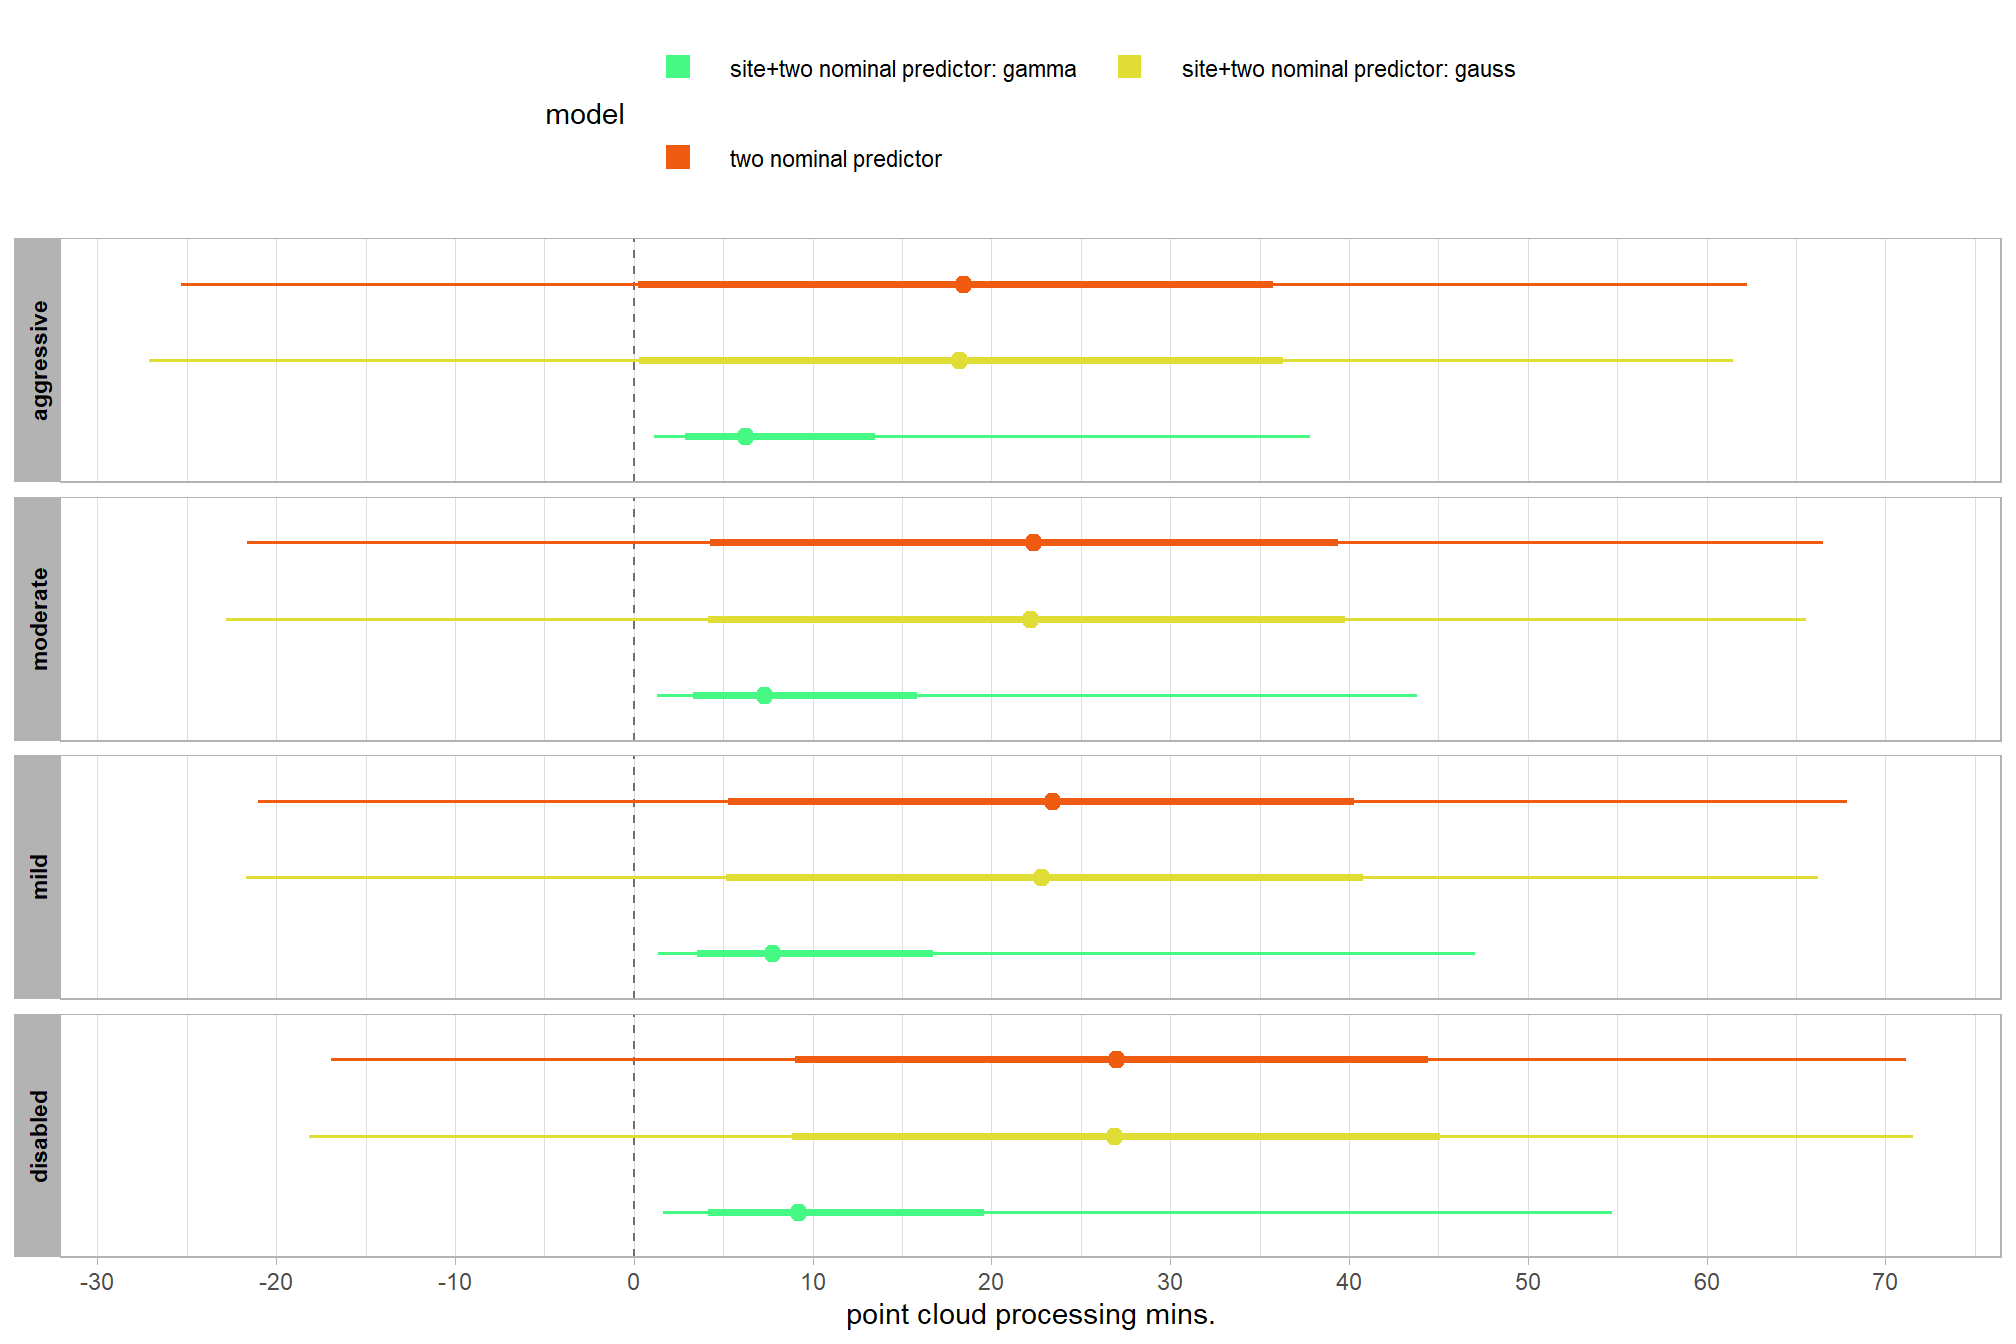 site+two nominal predictor: gamma site+two nominal predictor: gauss
model
two nominal predictor
aggressive
moderate
mild
disabled
-30 -20 -10 0 10 20 30 40 50 60 70
point cloud processing mins.